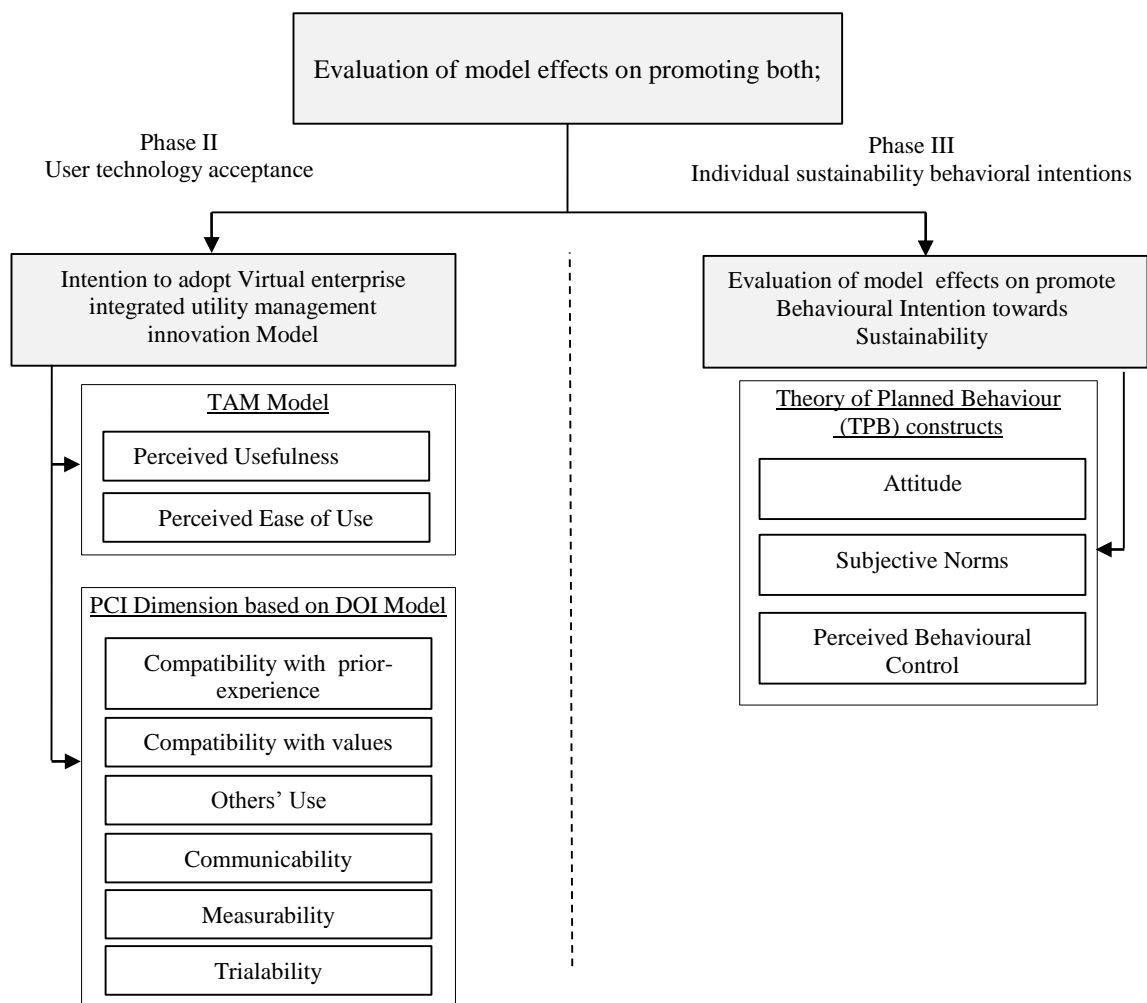 Evaluation of model effects on promoting both;
Phase II
User technology acceptance
Phase III
Individual sustainability behavioral intentions
Intention to adopt Virtual enterprise
integrated utility management
innovation Model
TAM Model
Perceived Usefulness
Perceived Ease of Use
PCI Dimension based on DOI Model
Compatibility with prior-
experience
Compatibility with values
Others’ Use
Communicability
Measurability
Trialability
Evaluation of model effects on promote
Behavioural Intention towards
Sustainability
Theory of Planned Behaviour
(TPB) constructs
Attitude
Subjective Norms
Perceived Behavioural
Control